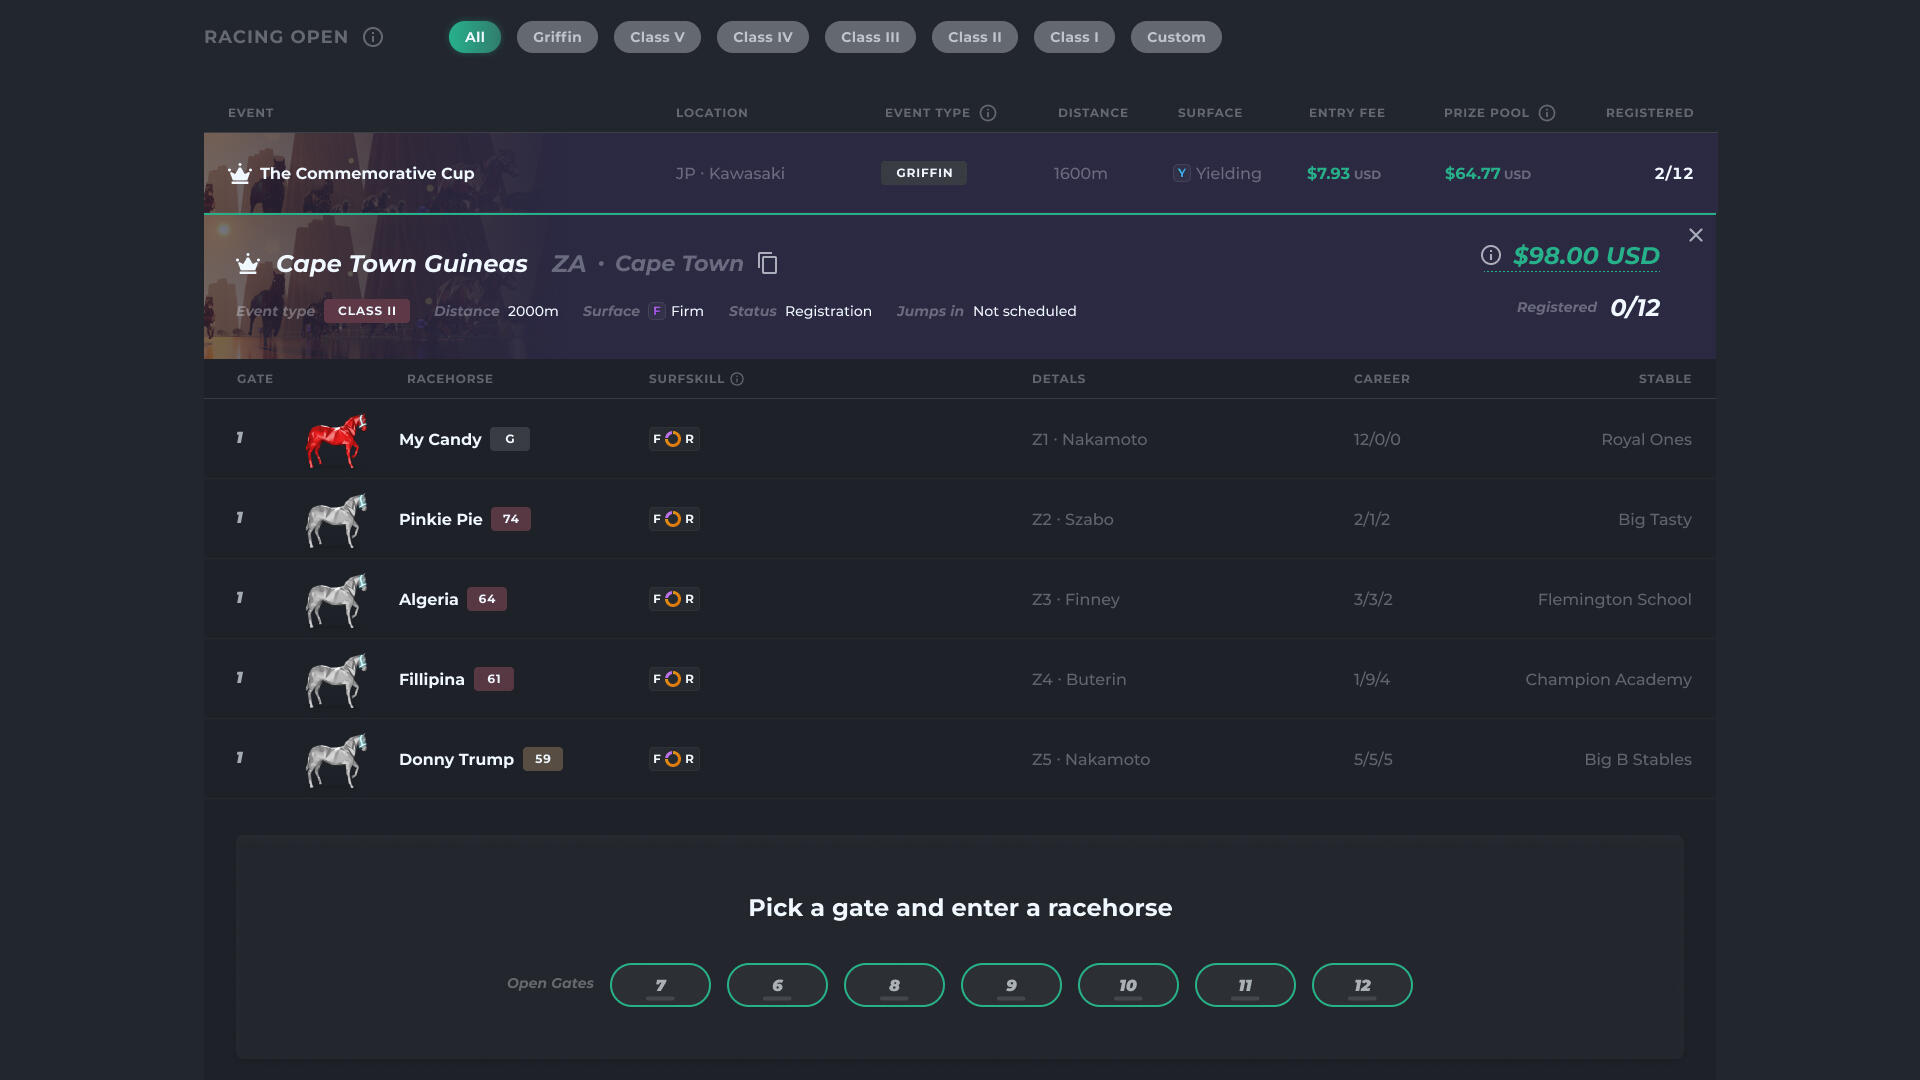 RACING OPEN All Griffin Class V Class IV Class III Class II Class I Custom
EVENT LOCATION EVENT TYPE DISTANCE SURFACE ENTRY FEE PRIZE POOL REGISTERED
The Commemorative Cup JP · Kawasaki GRIFFIN 1600m Y Yielding $7.93 USD $64.77 USD 2/12
Cape Town Guineas ZA · Cape Town $98.00 USD
Event type CLASS II Distance 2000m Surface F Firm Status Registration Jumps in Not scheduled Registered 0/12
GATE RACEHORSE SURFSKILL DETALS CAREER STABLE
1 My Candy G F R Z1 · Nakamoto 12/0/0 Royal Ones
1 Pinkie Pie 74 F R Z2 · Szabo 2/1/2 Big Tasty
1 Algeria 64 F R Z3 · Finney 3/3/2 Flemington School
1 Fillipina 61 F R Z4 · Buterin 1/9/4 Champion Academy
1 Donny Trump 59 F R Z5 · Nakamoto 5/5/5 Big B Stables
Pick a gate and enter a racehorse
Open Gates 7 6 8 9 10 11 12